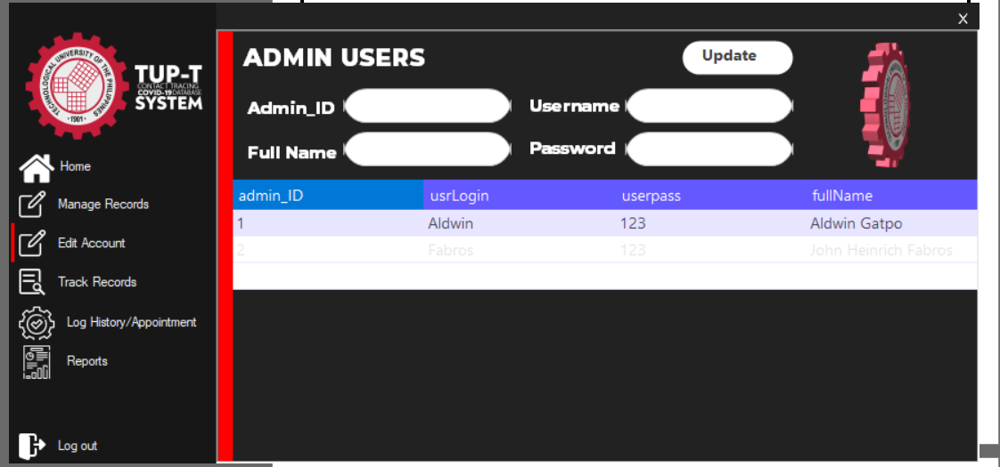 X
TECHNOLOGICAL UNIVERSITY OF THE PHILIPPINES
·1901·
TUP-T
CONTACT TRACING
COVID-19 DATABASE
SYSTEM
Home
Manage Records
Edit Account
Track Records
Log History/Appointment
Reports
Log out
ADMIN USERS
Update
Admin_ID
Username
Full Name
Password
admin_ID usrLogin userpass fullName
1 Aldwin 123 Aldwin Gatpo
2 Fabros 123 John Heinrich Fabros